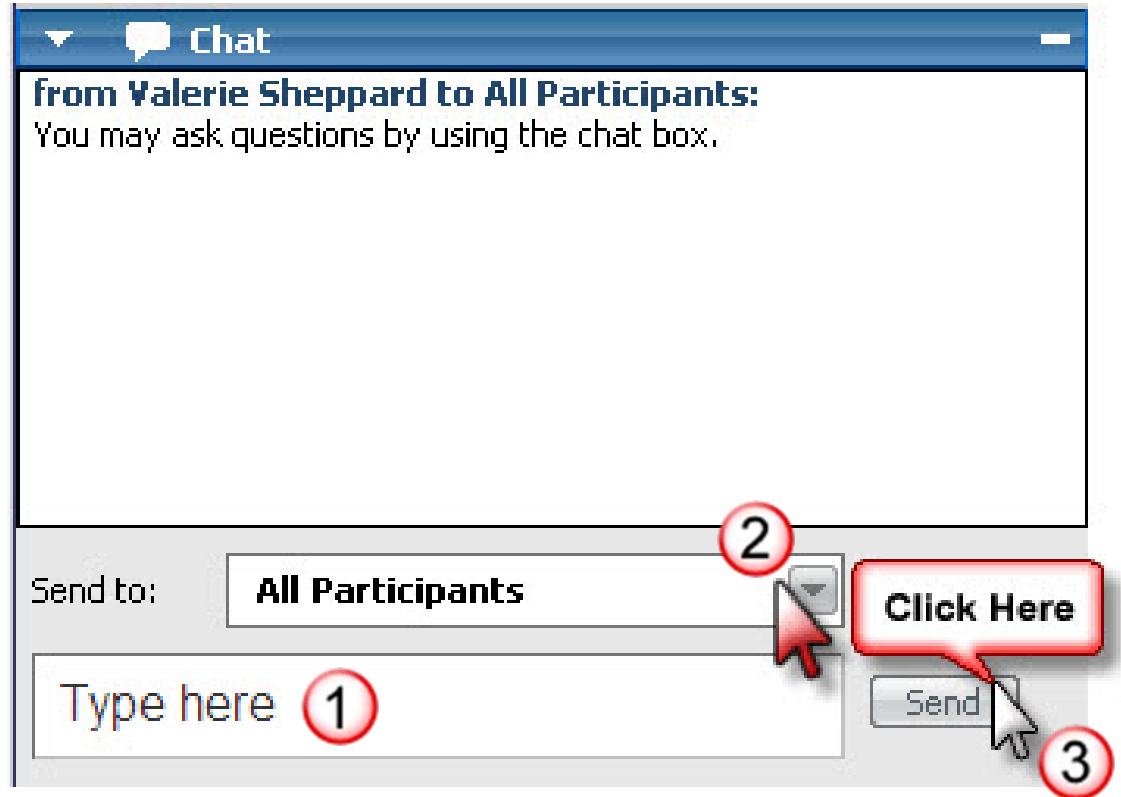 Chat
from Valerie Sheppard to All Participants:
You may ask questions by using the chat box.
2
Send to: All Participants
Click Here
Type here 1
Send
3